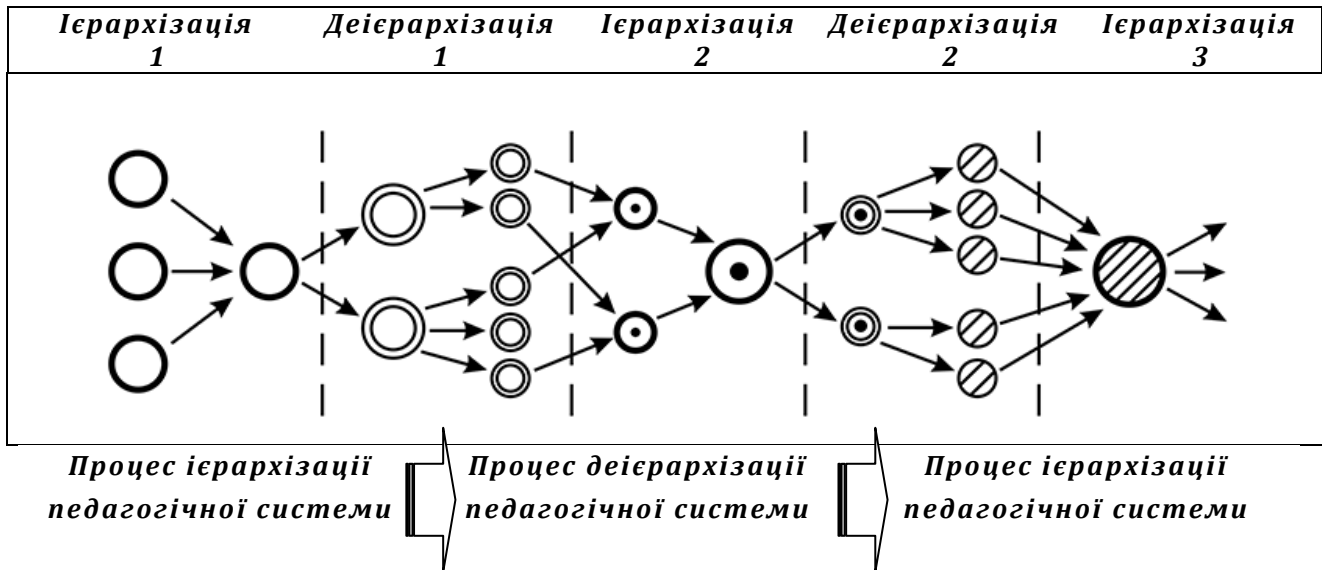 Ієрархізація
1
Деієрархізація
1
Ієрархізація
2
Деієрархізація
2
Ієрархізація
3
Процес ієрархізації
педагогічної системи
Процес деієрархізації
педагогічної системи
Процес ієрархізації
педагогічної системи